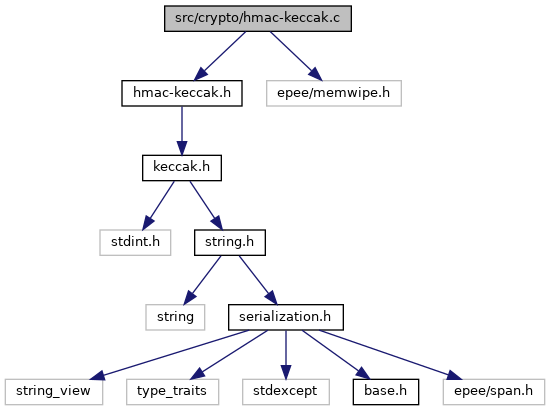 src/crypto/hmac-keccak.c
hmac-keccak.h
epee/memwipe.h
keccak.h
stdint.h
string.h
string
serialization.h
string_view
type_traits
stdexcept
base.h
epee/span.h